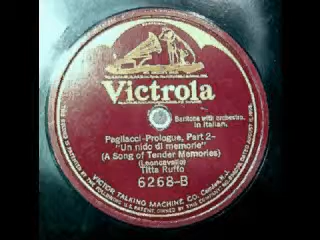 Victrola
Baritone with orchestra.
In Italian.
Pagliacci-Prologue, Part 2-
"Un nido di memorie"
(A Song of Tender Memories)
(Leoncavallo)
Titta Ruffo
6268-B
VICTOR TALKING MACHINE CO. Camden, N.J.